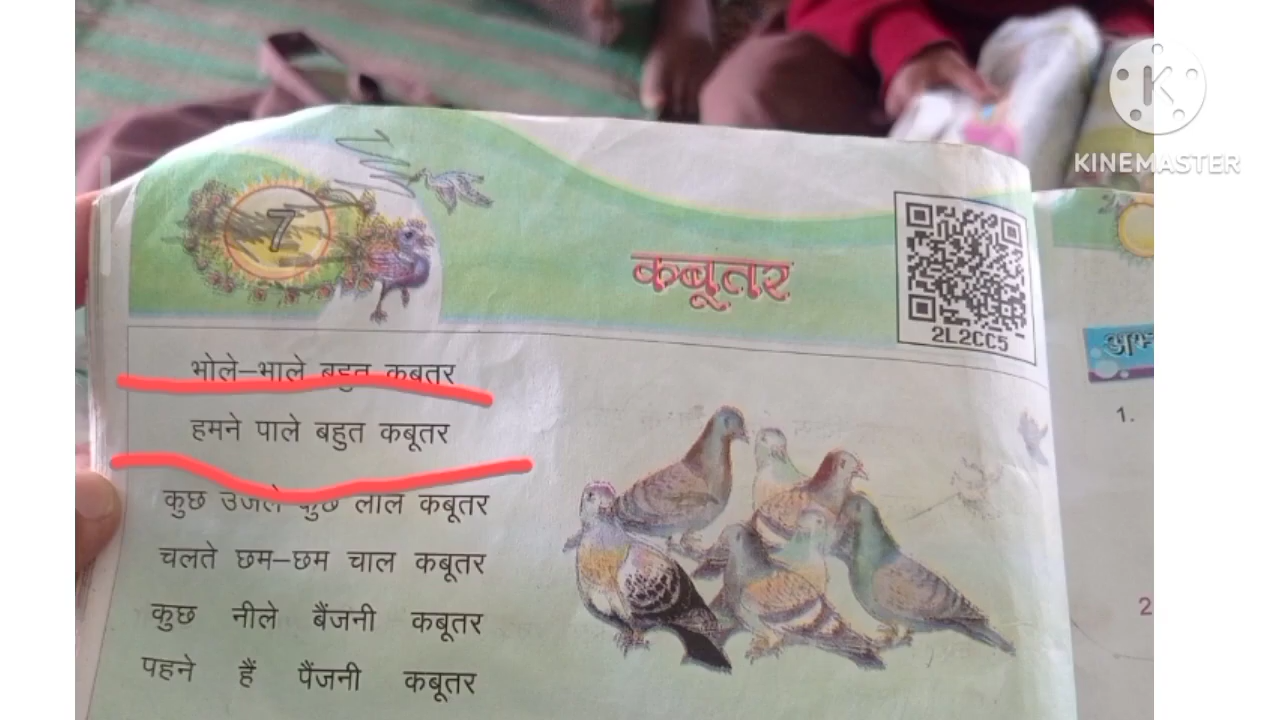 7
कबूतर
2L2CC5
भोले–भाले बहुत कबूतर
हमने पाले बहुत कबूतर
कुछ उजले कुछ लाल कबूतर
चलते छम–छम चाल कबूतर
कुछ नीले बैंजनी कबूतर
पहने हैं पैंजनी कबूतर
1.
2
KINEMASTER